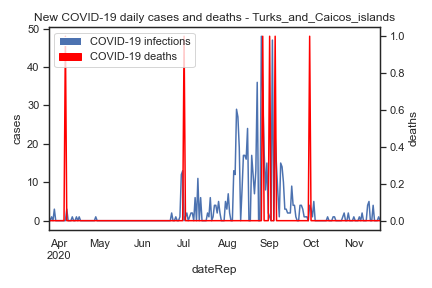 New COVID-19 daily cases and deaths - Turks_and_Caicos_islands
COVID-19 infections
COVID-19 deaths
50
40
30
20
10
0
cases
1.0
0.8
0.6
0.4
0.2
0.0
deaths
Apr May Jun Jul Aug Sep Oct Nov
2020
dateRep